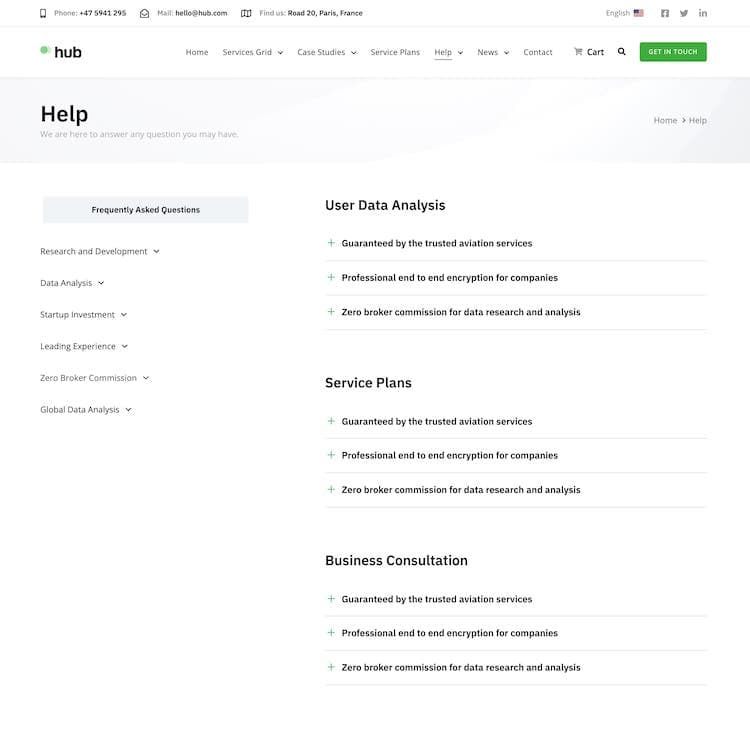 Phone: +47 5941 295 Mail: hello@hub.com Find us: Road 20, Paris, France English
hub Home Services Grid Case Studies Service Plans Help News Contact Cart GET IN TOUCH
Help
We are here to answer any question you may have.
Home > Help
Frequently Asked Questions
Research and Development
Data Analysis
Startup Investment
Leading Experience
Zero Broker Commission
Global Data Analysis
User Data Analysis
+ Guaranteed by the trusted aviation services
+ Professional end to end encryption for companies
+ Zero broker commission for data research and analysis
Service Plans
+ Guaranteed by the trusted aviation services
+ Professional end to end encryption for companies
+ Zero broker commission for data research and analysis
Business Consultation
+ Guaranteed by the trusted aviation services
+ Professional end to end encryption for companies
+ Zero broker commission for data research and analysis